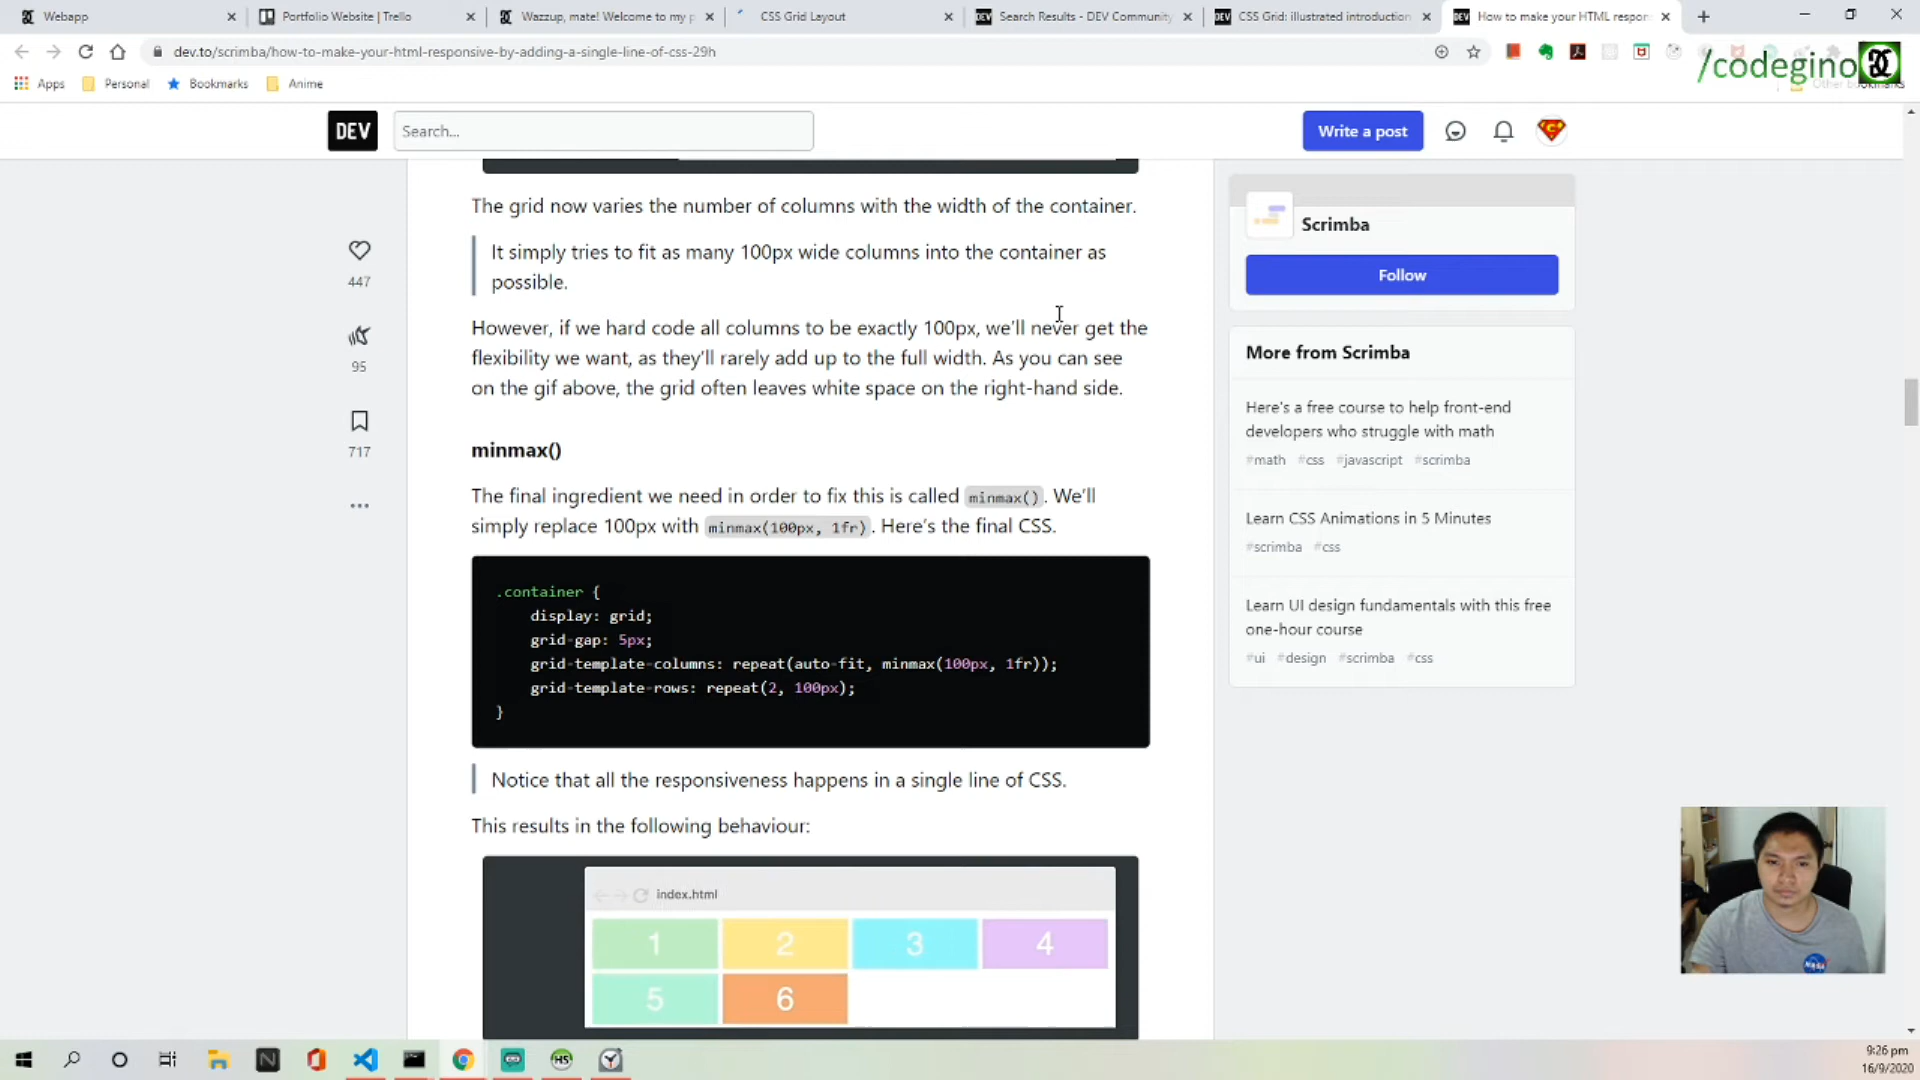 Webapp
Portfolio Website | Trello
Wazzup, mate! Welcome to my p
CSS Grid Layout
Search Results - DEV Community
CSS Grid: illustrated introduction
How to make your HTML respon
dev.to/scrimba/how-to-make-your-html-responsive-by-adding-a-single-line-of-css-29h
/codegino
Apps
Personal
Bookmarks
Anime
Other bookmarks
DEV
Search...
Write a post
The grid now varies the number of columns with the width of the container.
It simply tries to fit as many 100px wide columns into the container as
possible.
However, if we hard code all columns to be exactly 100px, we'll never get the
flexibility we want, as they'll rarely add up to the full width. As you can see
on the gif above, the grid often leaves white space on the right-hand side.
minmax()
The final ingredient we need in order to fix this is called minmax(). We'll
simply replace 100px with minmax(100px, 1fr). Here's the final CSS.
.container {
display: grid;
grid-gap: 5px;
grid-template-columns: repeat(auto-fit, minmax(100px, 1fr));
grid-template-rows: repeat(2, 100px);
}
Notice that all the responsiveness happens in a single line of CSS.
This results in the following behaviour:
index.html
1 2 3 4
5 6
447
95
717
Scrimba
Follow
More from Scrimba
Here's a free course to help front-end
developers who struggle with math
#math #css #javascript #scrimba
Learn CSS Animations in 5 Minutes
#scrimba #css
Learn UI design fundamentals with this free
one-hour course
#ui #design #scrimba #css
NASA
9:26 pm
16/9/2020